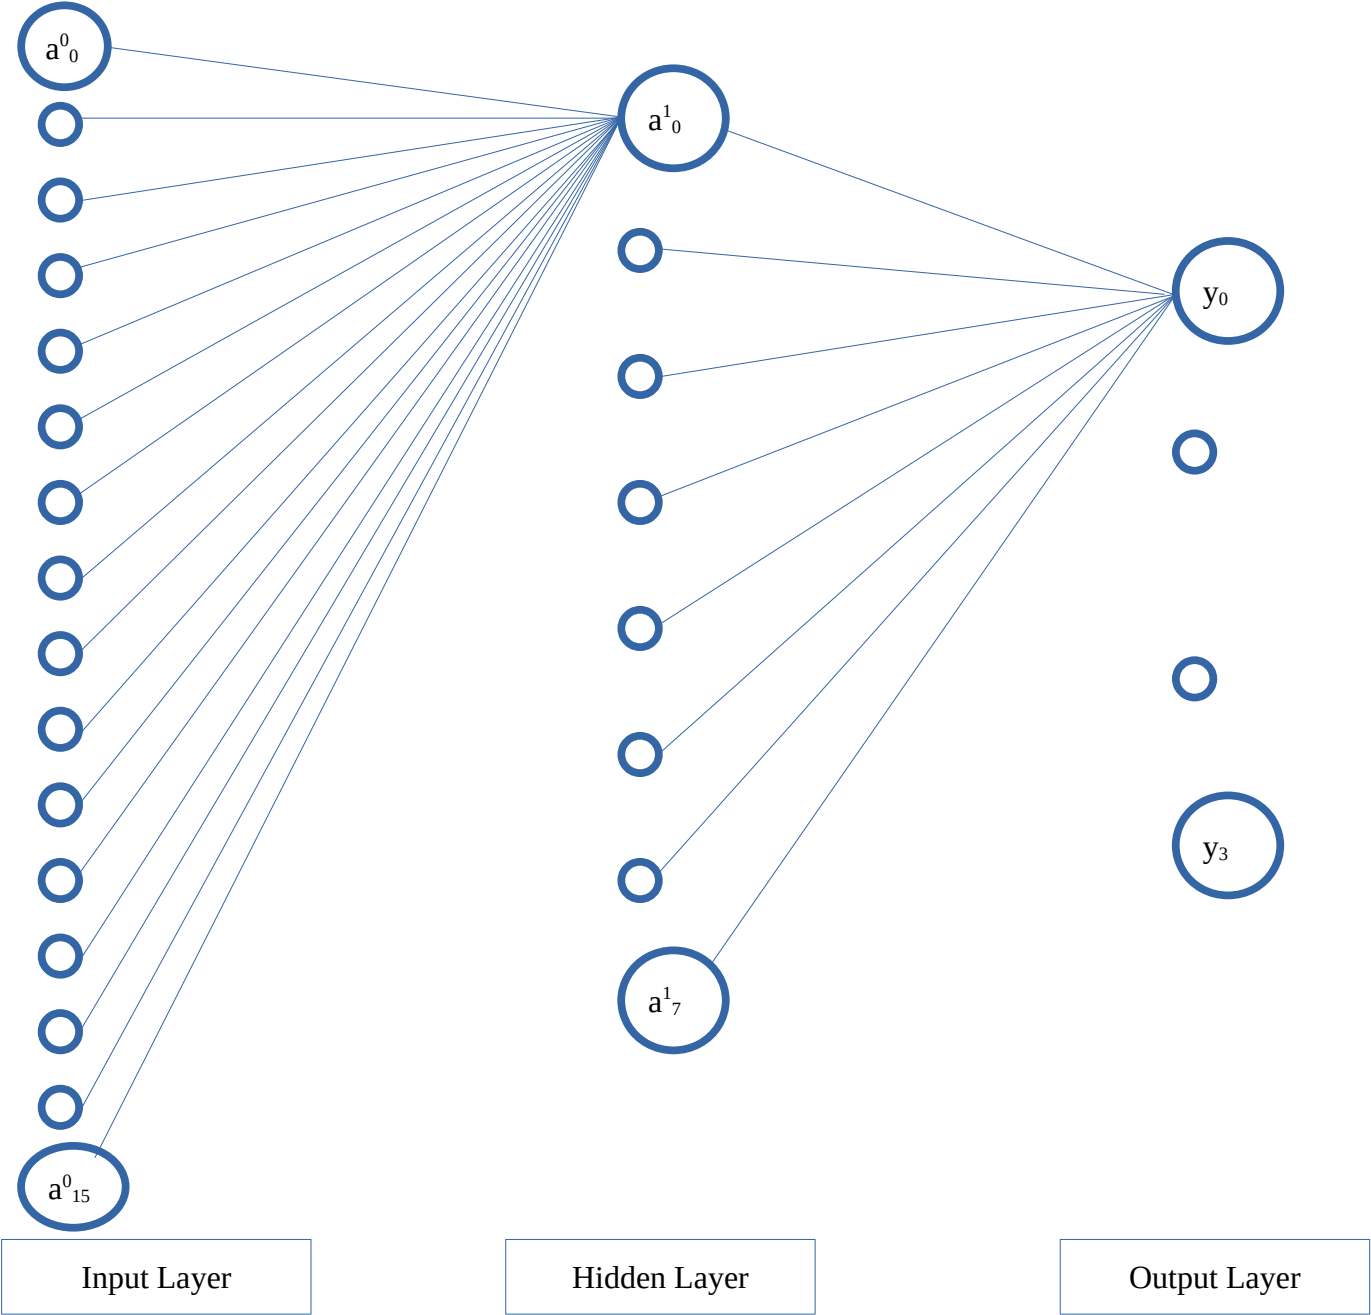 a⁰₀
a¹₀
y₀
y₃
a¹₇
a⁰₁₅
Input Layer
Hidden Layer
Output Layer